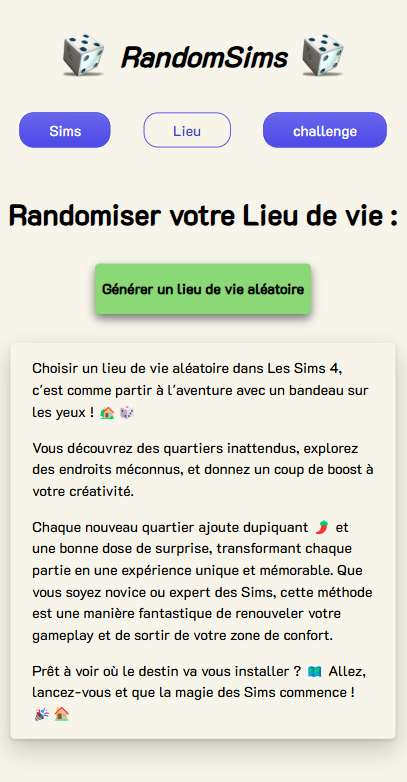 RandomSims
Sims
Lieu
challenge
Randomiser votre Lieu de vie :
Générer un lieu de vie aléatoire
Choisir un lieu de vie aléatoire dans Les Sims 4,
c'est comme partir à l'aventure avec un bandeau sur
les yeux ! 🏡 🎲
Vous découvrez des quartiers inattendus, explorez
des endroits méconnus, et donnez un coup de boost à
votre créativité.
Chaque nouveau quartier ajoute dupiquant 🌶️ et
une bonne dose de surprise, transformant chaque
partie en une expérience unique et mémorable. Que
vous soyez novice ou expert des Sims, cette méthode
est une manière fantastique de renouveler votre
gameplay et de sortir de votre zone de confort.
Prêt à voir où le destin va vous installer ? 🗺️ Allez,
lancez-vous et que la magie des Sims commence !
🎉 🏠